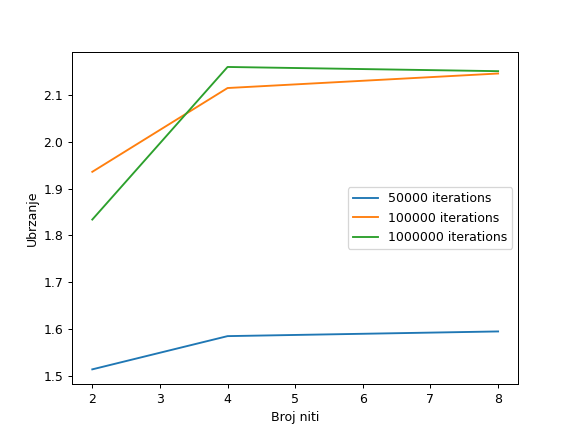 2.1
2.0
1.9
1.8
1.7
1.6
1.5
Ubrzanje
50000 iterations
100000 iterations
1000000 iterations
2 3 4 5 6 7 8
Broj niti